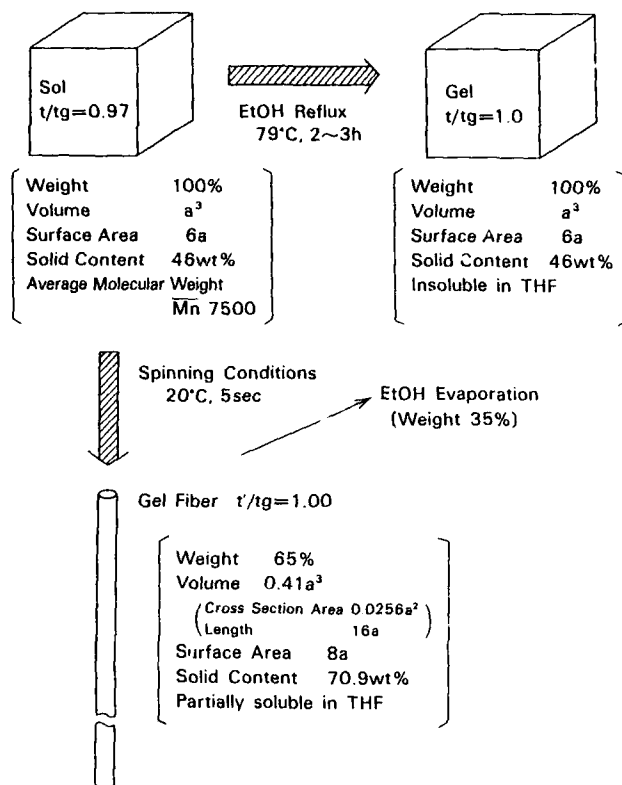 Sol
t/tg=0.97
EtOH Reflux
79°C, 2~3h
Gel
t/tg=1.0
Weight 100%
Volume a³
Surface Area 6a
Solid Content 46wt%
Average Molecular Weight
M̅n̅ 7500
Weight 100%
Volume a³
Surface Area 6a
Solid Content 46wt%
Insoluble in THF
Spinning Conditions
20°C, 5sec
EtOH Evaporation
(Weight 35%)
Gel Fiber t'/tg=1.00
Weight 65%
Volume 0.41a³
(Cross Section Area 0.0256a²
Length 16a)
Surface Area 8a
Solid Content 70.9wt%
Partially soluble in THF